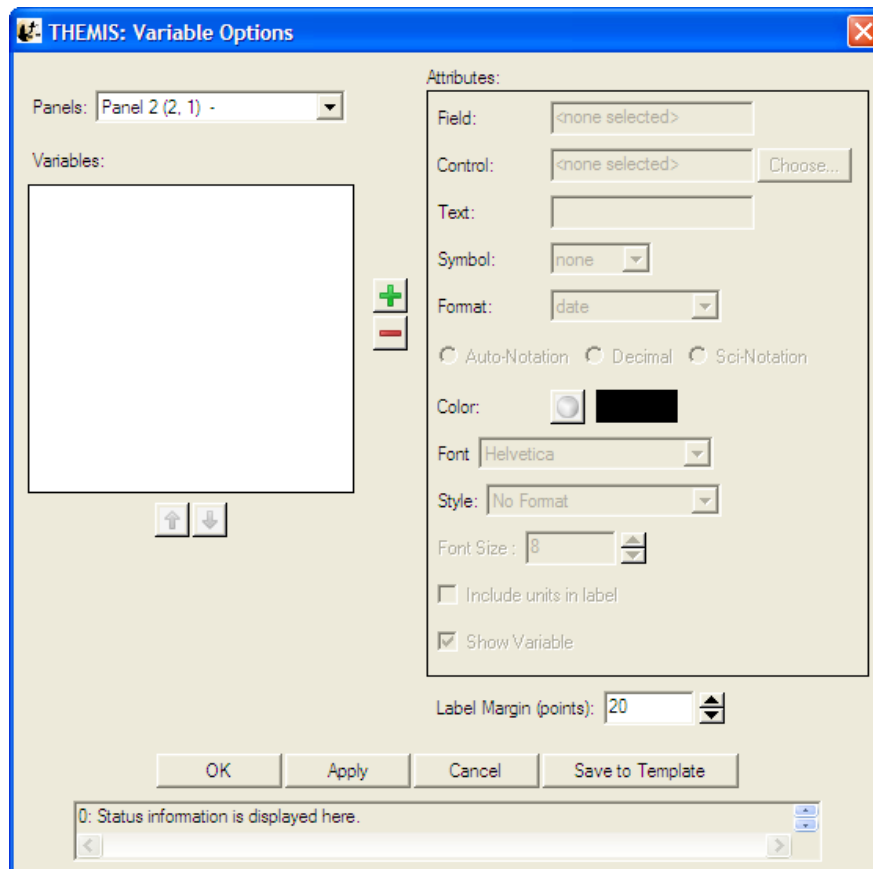 THEMIS: Variable Options
Attributes:
Panels: Panel 2 (2, 1) -
Variables:
Field: <none selected>
Control: <none selected> Choose...
Text:
Symbol: none
Format: date
Auto-Notation Decimal Sci-Notation
Color:
Font Helvetica
Style: No Format
Font Size : 8
Include units in label
Show Variable
Label Margin (points): 20
OK Apply Cancel Save to Template
0: Status information is displayed here.